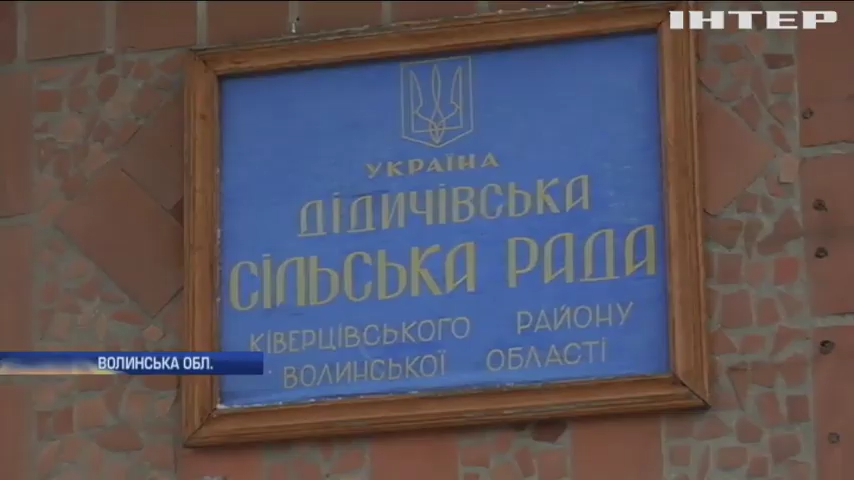 ІНТЕР
УКРАЇНА
ДІДИЧІВСЬКА
СІЛЬСЬКА РАДА
КІВЕРЦІВСЬКОГО РАЙОНУ
ВОЛИНСЬКОЇ ОБЛАСТІ
ВОЛИНСЬКА ОБЛ.